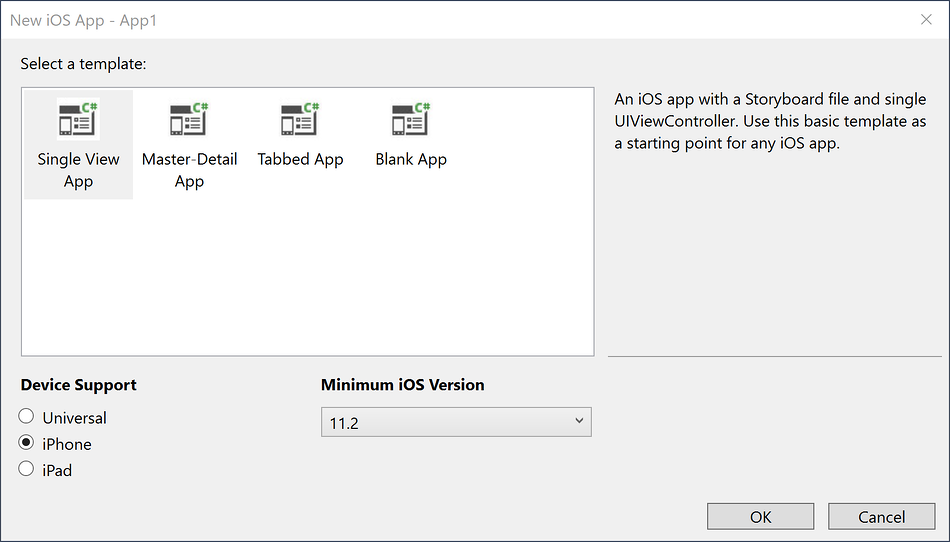 New iOS App - App1
Select a template:
C#
Single View
App
C#
Master-Detail
App
C#
Tabbed App
C#
Blank App
An iOS app with a Storyboard file and single
UIViewController. Use this basic template as
a starting point for any iOS app.
Device Support
Universal
iPhone
iPad
Minimum iOS Version
11.2
OK
Cancel